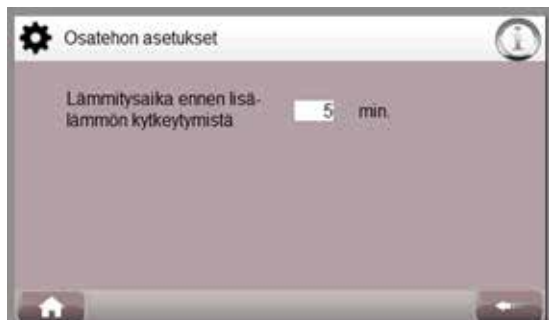 Osatehon asetukset
Lämmitysaika ennen lisä-
lämmön kytkeytymistä
5 min.